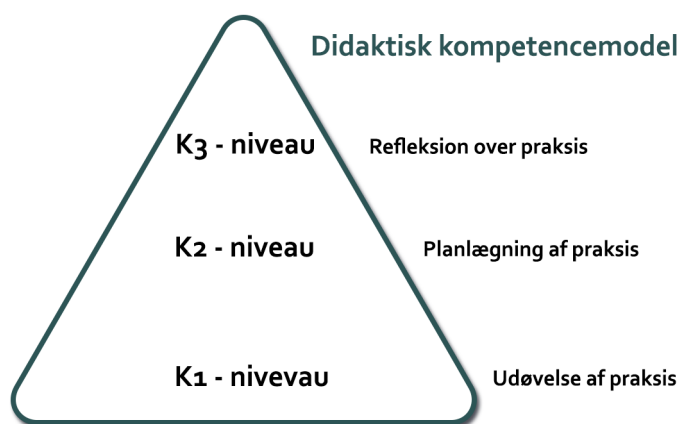 Didaktisk kompetencemodel
K3 - niveau Refleksion over praksis
K2 - niveau Planlægning af praksis
K1 - nivevau Udøvelse af praksis